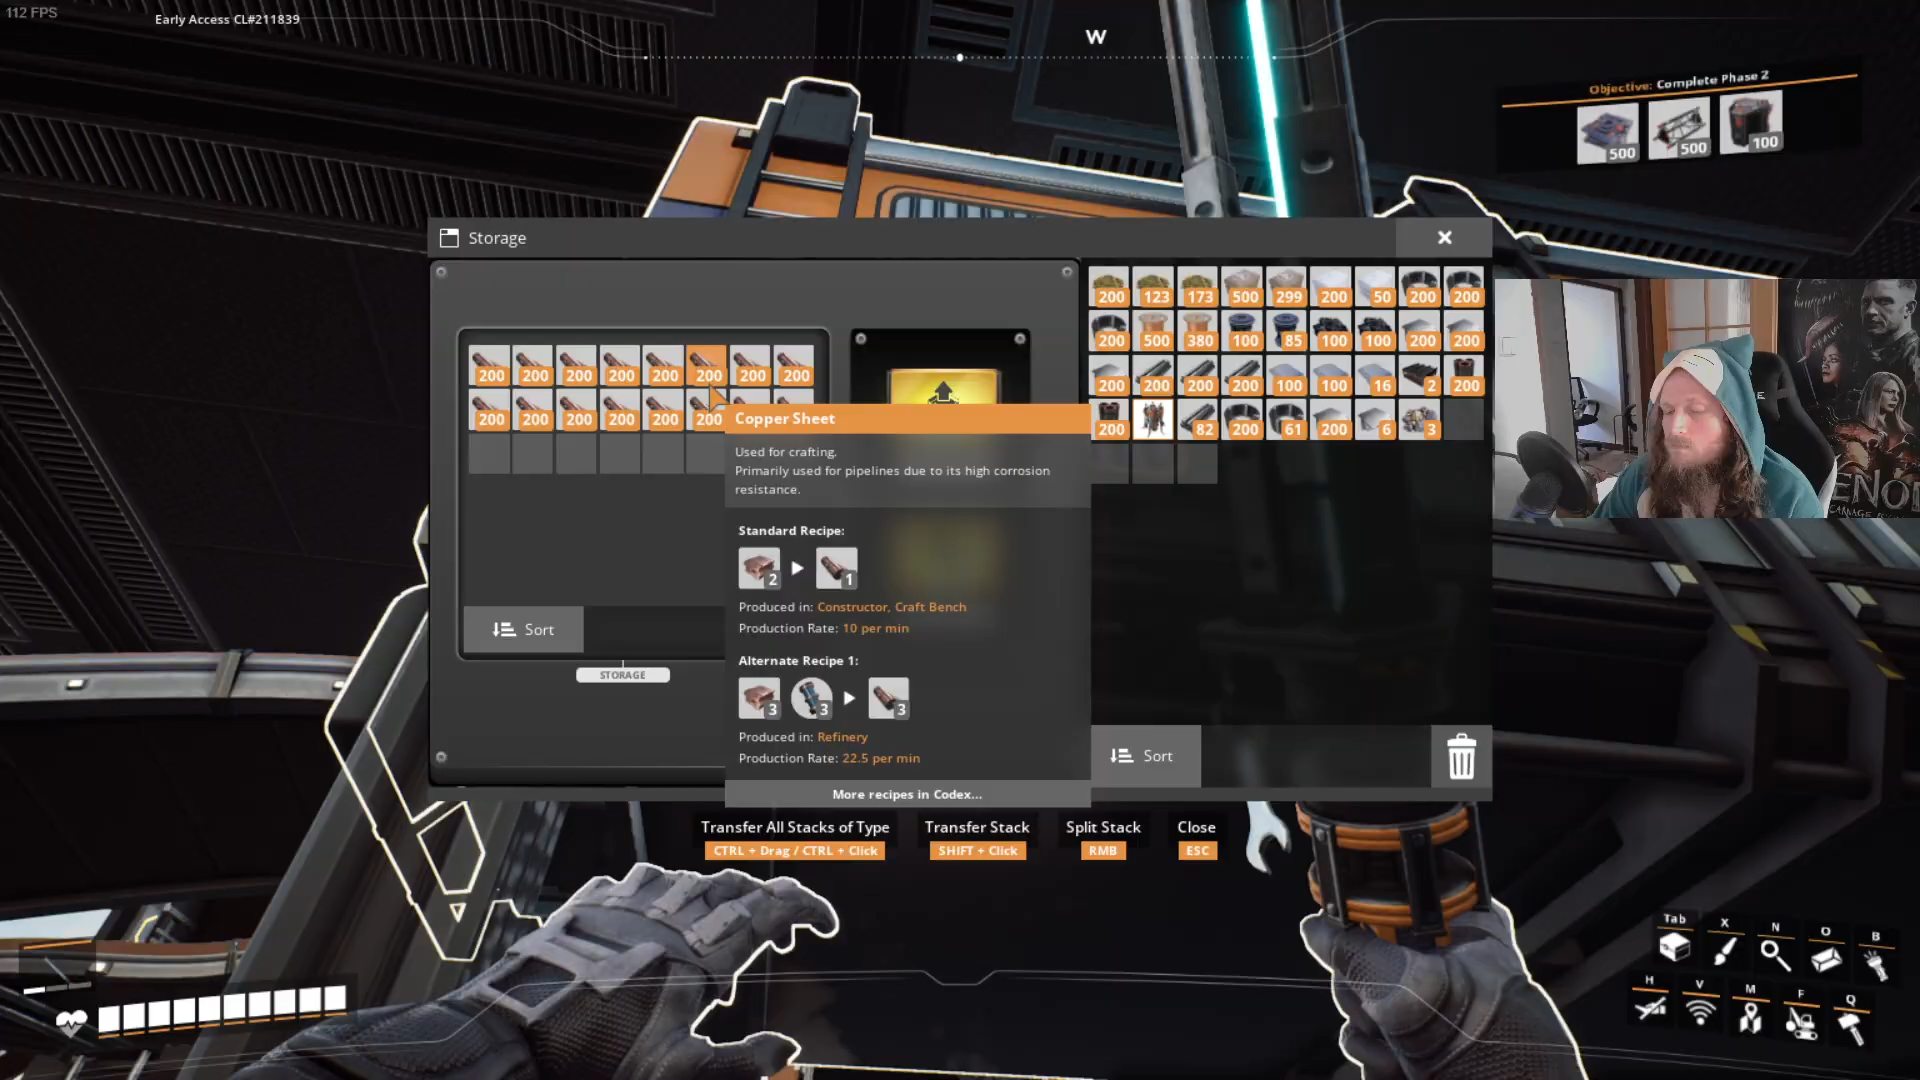 112 FPS
Early Access CL#211839
W
Objective: Complete Phase 2
500 500 100
Storage
200 200 200 200 200 200 200 200
200 200 200 200 200 200
Sort
STORAGE
200 123 173 500 299 200 50 200 200
200 500 380 100 85 100 100 200 200
200 200 200 200 100 100 16 2 200
200 82 200 61 200 6 3
Copper Sheet
Used for crafting.
Primarily used for pipelines due to its high corrosion
resistance.
Standard Recipe:
2 1
Produced in: Constructor, Craft Bench
Production Rate: 10 per min
Alternate Recipe 1:
3 3 3
Produced in: Refinery
Production Rate: 22.5 per min
More recipes in Codex...
Sort
Transfer All Stacks of Type
CTRL + Drag / CTRL + Click
Transfer Stack
SHIFT + Click
Split Stack
RMB
Close
ESC
Tab X N O B
H V M F Q